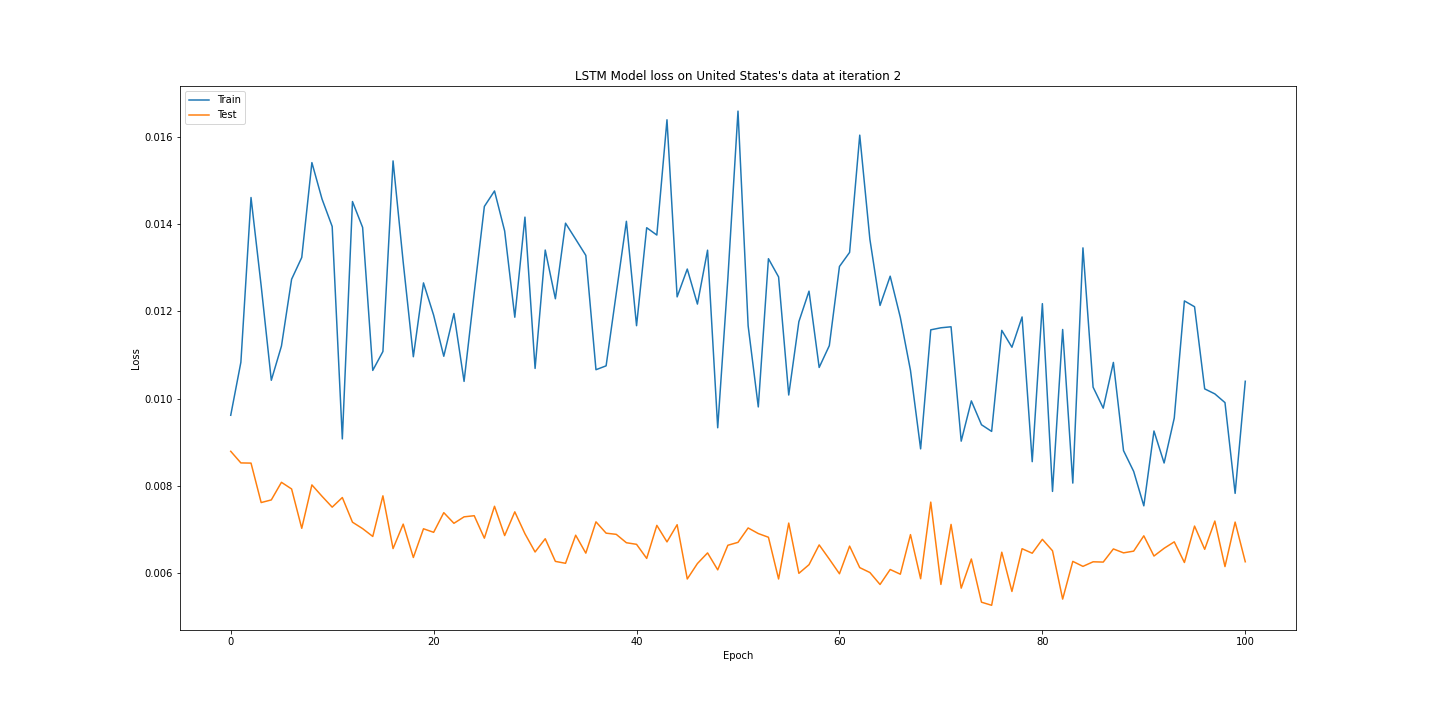 LSTM Model loss on United States's data at iteration 2
Train
Test
0.016
0.014
0.012
0.010
0.008
0.006
Loss
0 20 40 60 80 100
Epoch